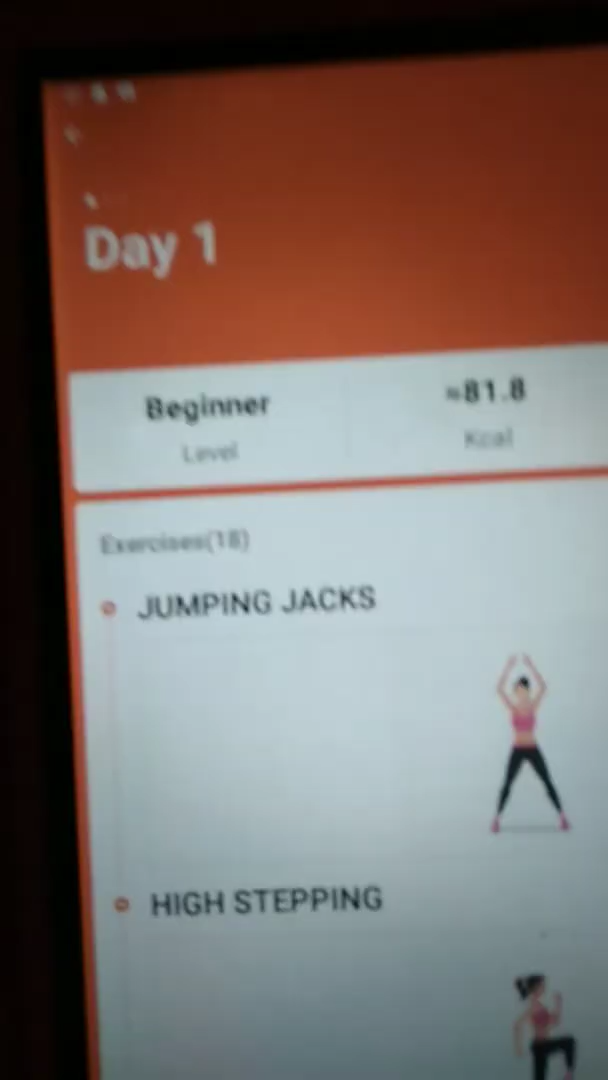 Day 1
Beginner
≈81.8
Level
Kcal
Exercises(18)
JUMPING JACKS
HIGH STEPPING